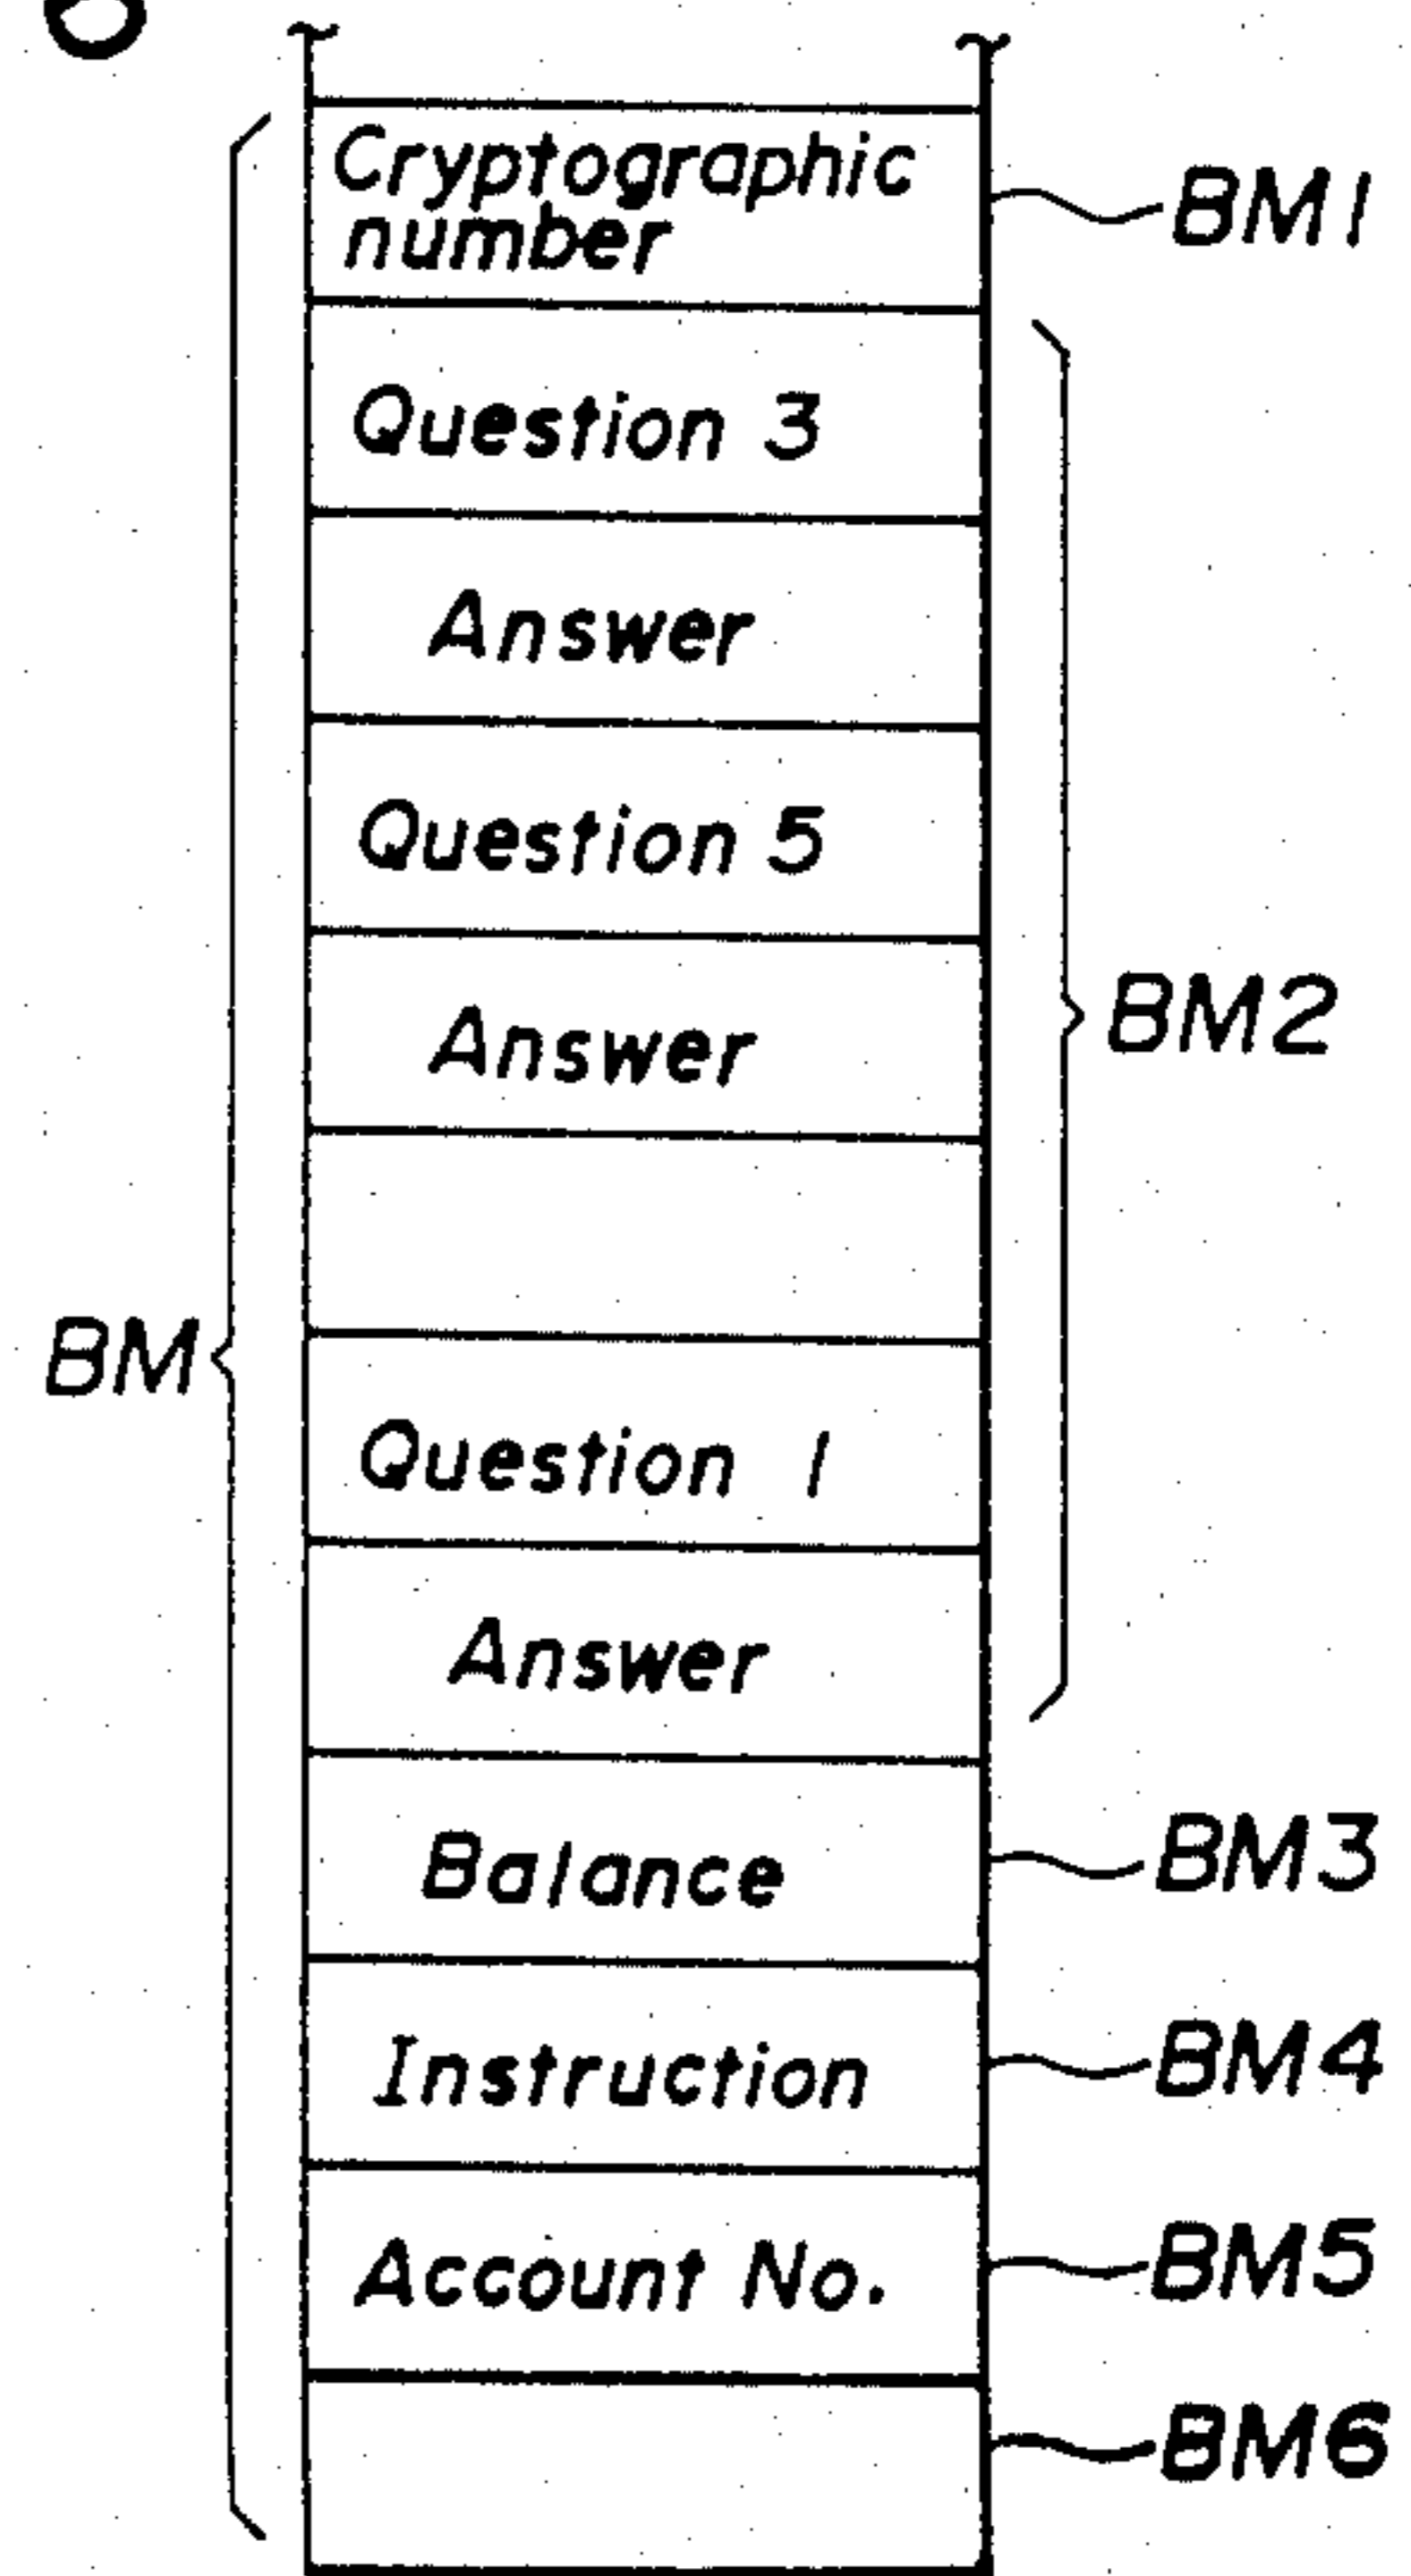 Cryptographic
number
BM1
Question 3
Answer
Question 5
Answer
BM2
BM
Question 1
Answer
Balance
BM3
Instruction
BM4
Account No.
BM5
BM6